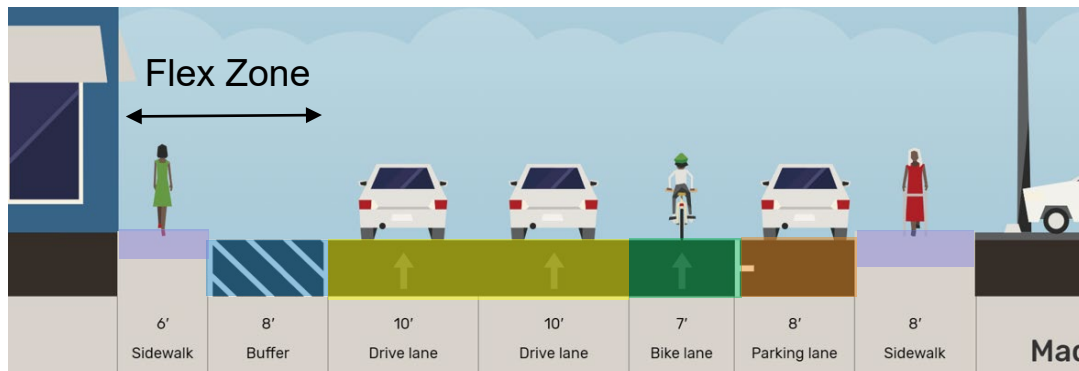 Flex Zone
6’ 8’ 10’ 10’ 7’ 8’ 8’
Sidewalk Buffer Drive lane Drive lane Bike lane Parking lane Sidewalk